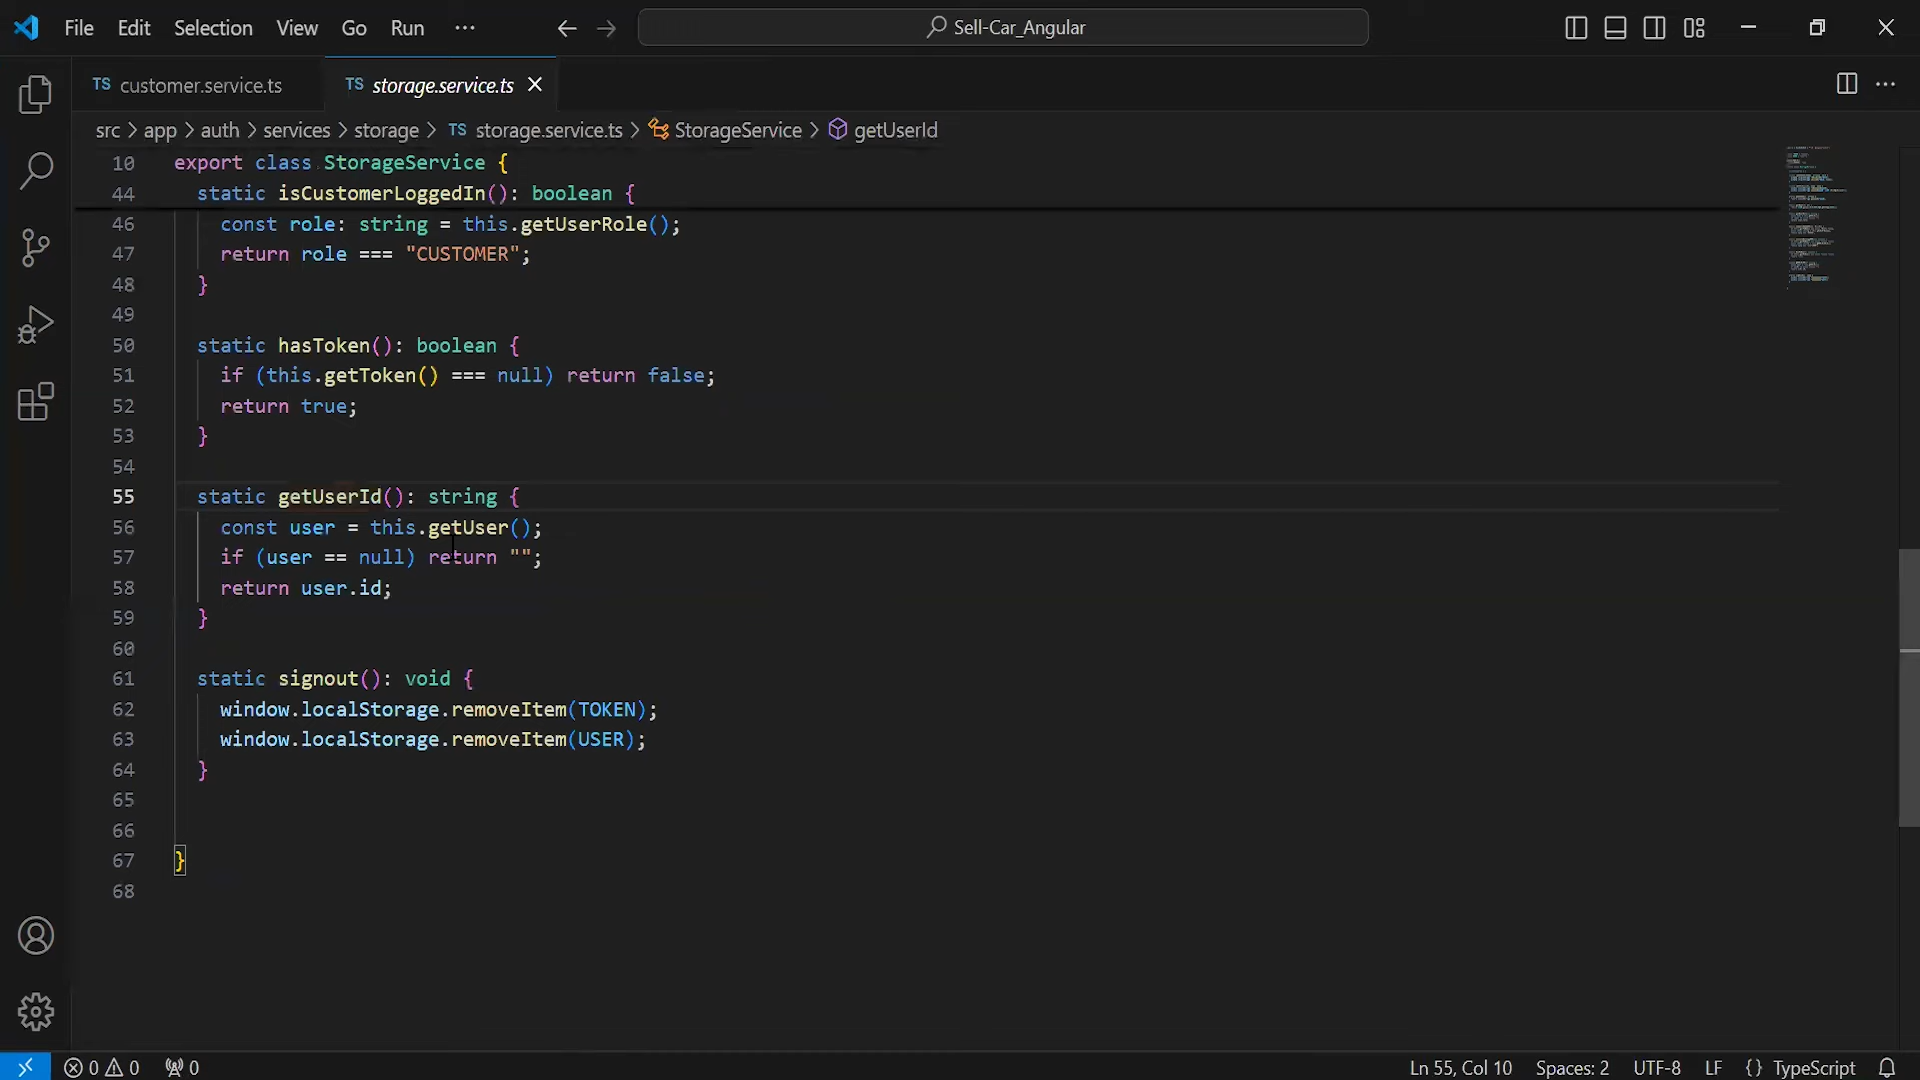 File Edit Selection View Go Run ··· Sell-Car_Angular
TS customer.service.ts TS storage.service.ts
src > app > auth > services > storage > TS storage.service.ts > StorageService > getUserId
10 export class StorageService {
44 static isCustomerLoggedIn(): boolean {
46 const role: string = this.getUserRole();
47 return role === "CUSTOMER";
48 }
49
50 static hasToken(): boolean {
51 if (this.getToken() === null) return false;
52 return true;
53 }
54
55 static getUserId(): string {
56 const user = this.getUser();
57 if (user == null) return "";
58 return user.id;
59 }
60
61 static signout(): void {
62 window.localStorage.removeItem(TOKEN);
63 window.localStorage.removeItem(USER);
64 }
65
66
67 }
68
0 0 0 Ln 55, Col 10 Spaces: 2 UTF-8 LF {} TypeScript